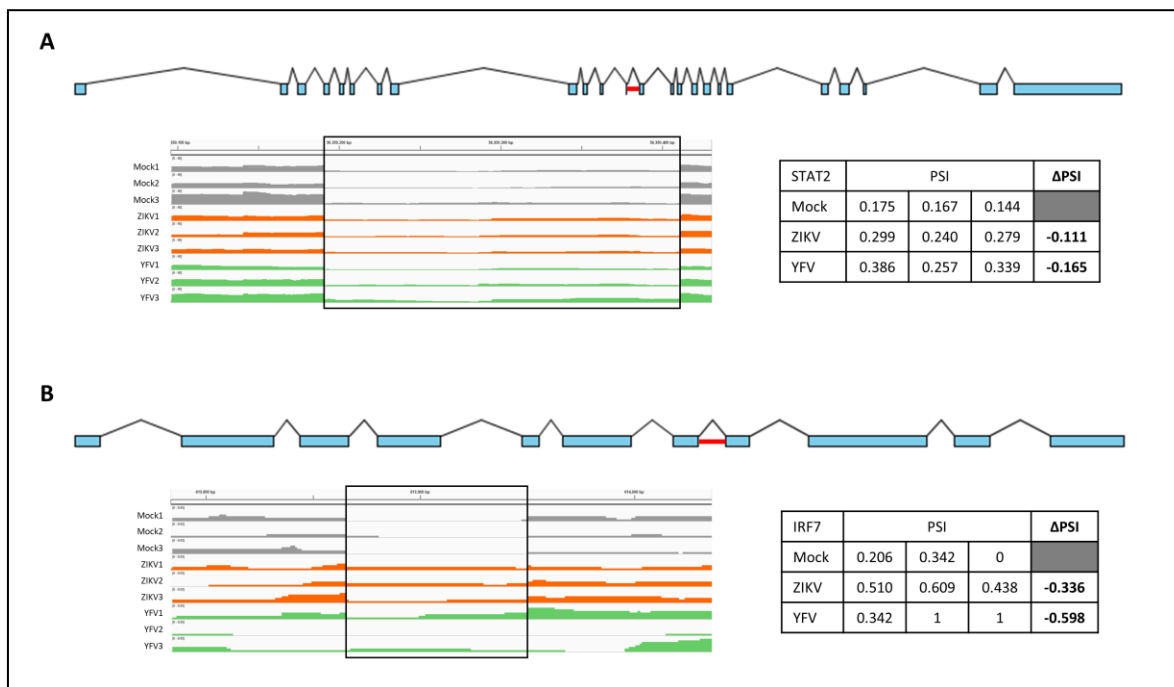 A
Mock1
Mock2
Mock3
ZIKV1
ZIKV2
ZIKV3
YFV1
YFV2
YFV3
STAT2 PSI ΔPSI
Mock 0.175 0.167 0.144
ZIKV 0.299 0.240 0.279 -0.111
YFV 0.386 0.257 0.339 -0.165
B
Mock1
Mock2
Mock3
ZIKV1
ZIKV2
ZIKV3
YFV1
YFV2
YFV3
IRF7 PSI ΔPSI
Mock 0.206 0.342 0
ZIKV 0.510 0.609 0.438 -0.336
YFV 0.342 1 1 -0.598